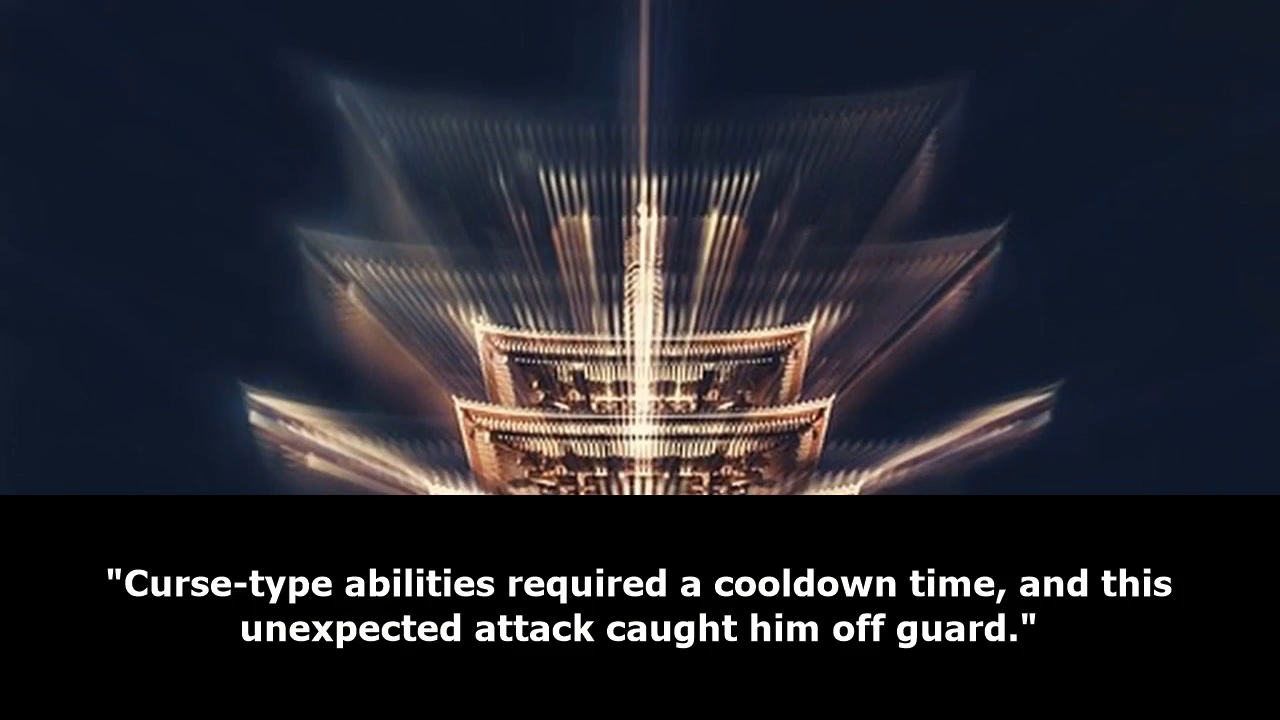 "Curse-type abilities required a cooldown time, and this
unexpected attack caught him off guard."